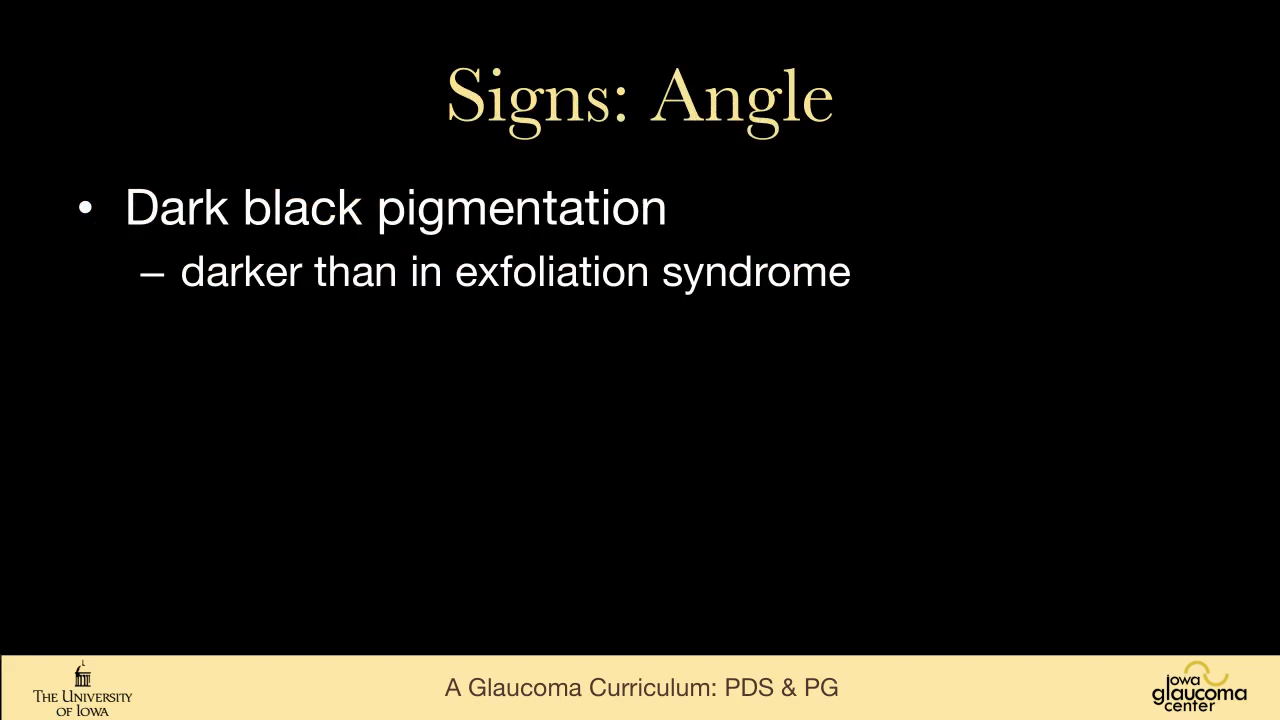 Signs: Angle
• Dark black pigmentation
– darker than in exfoliation syndrome
THE UNIVERSITY
OF IOWA
A Glaucoma Curriculum: PDS & PG
iowa
glaucoma
center